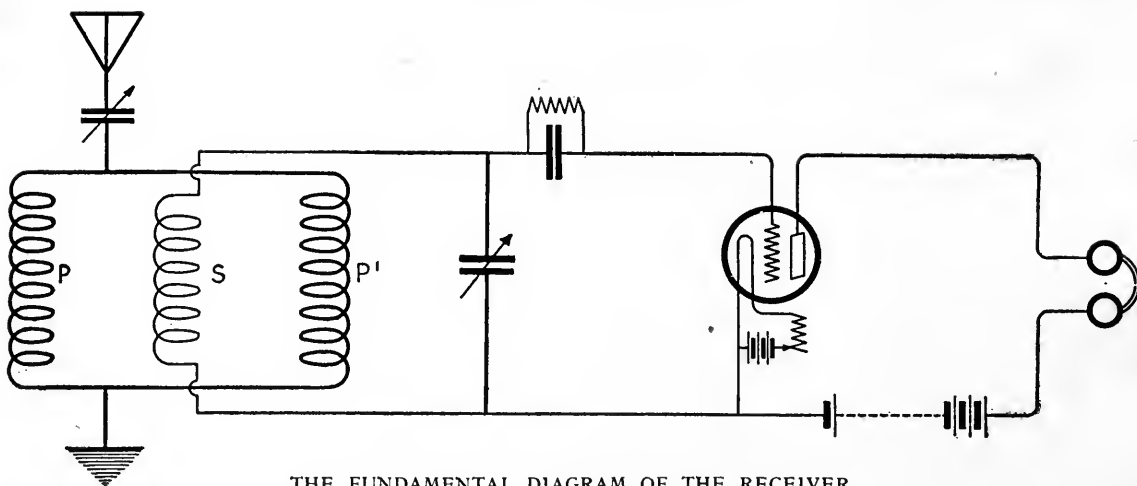 P
S
P'
THE FUNDAMENTAL DIAGRAM OF THE RECEIVER